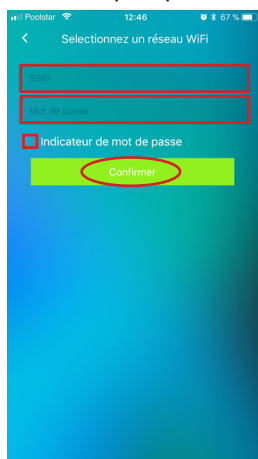 Poolstar 12:46 67 %
Selectionnez un réseau WiFi
SSID
Mot de passe
Indicateur de mot de passe
Confirmer